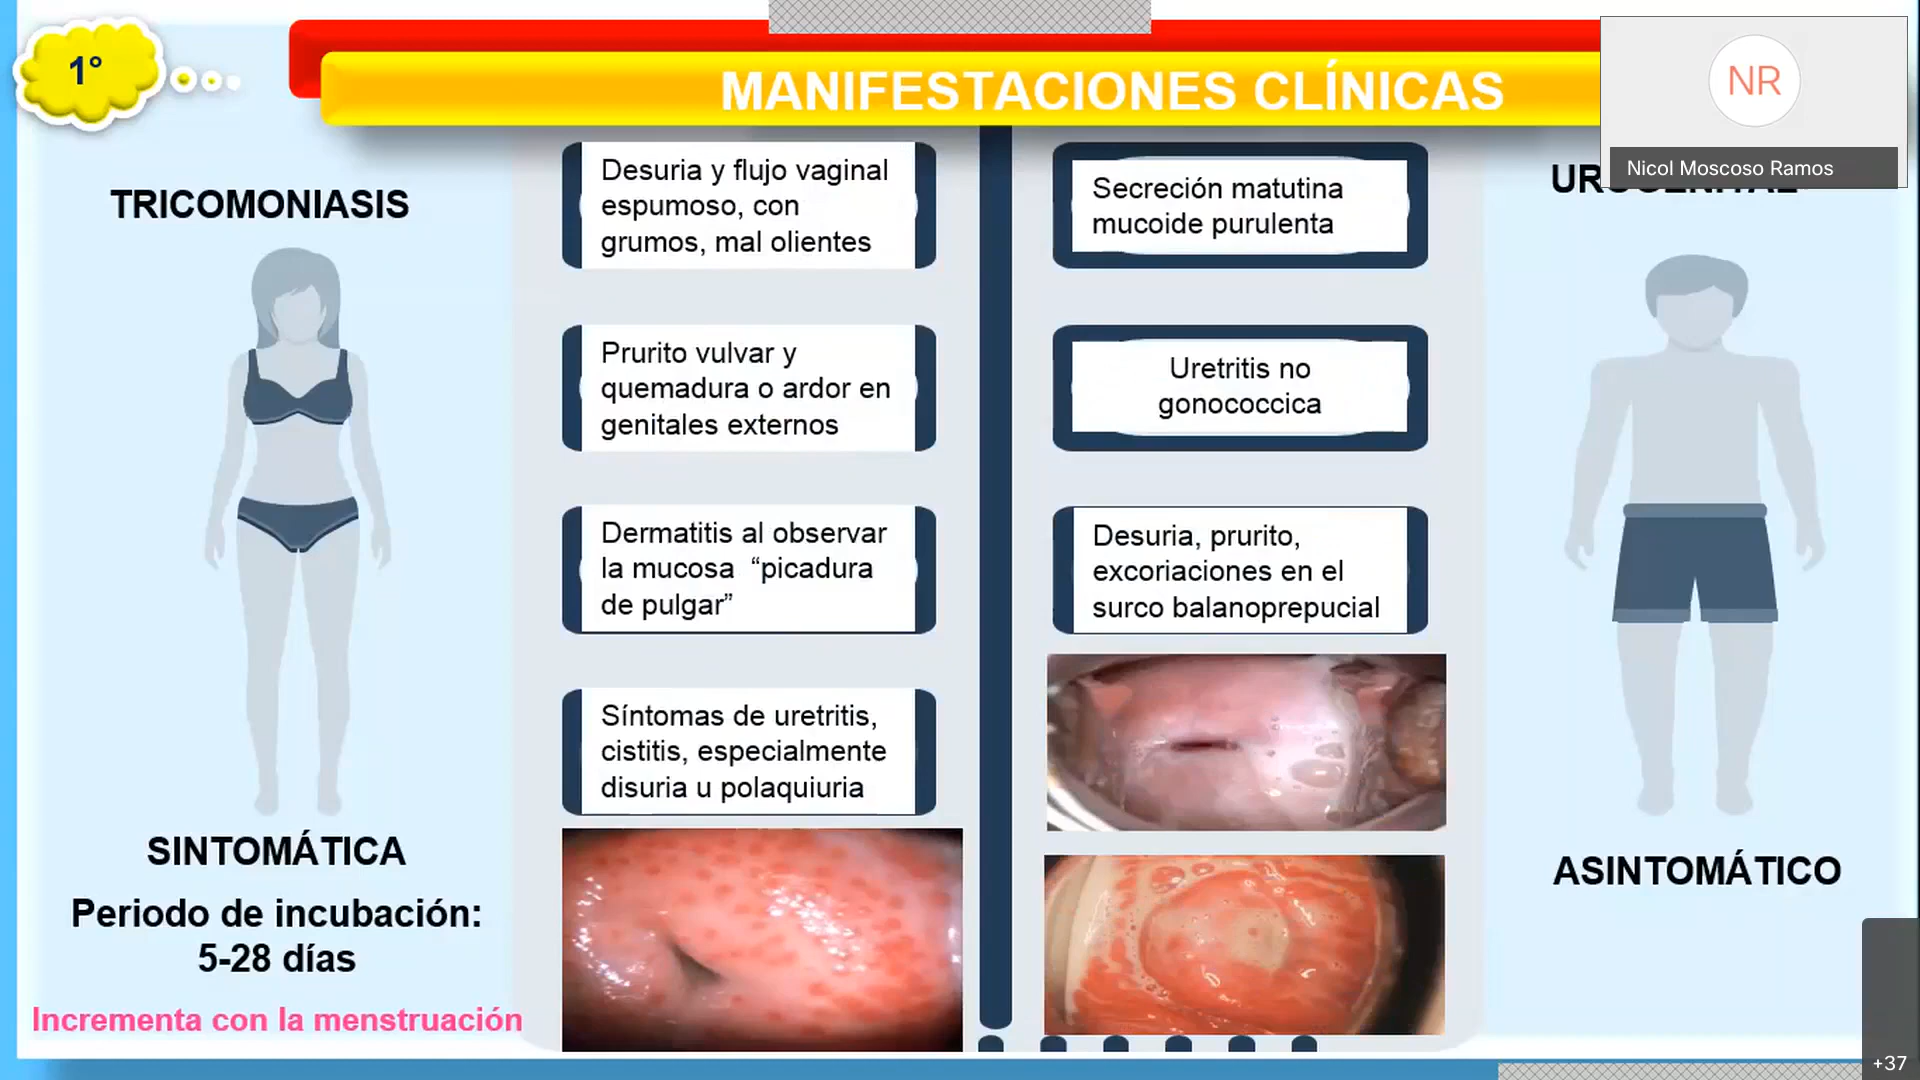 1°
MANIFESTACIONES CLÍNICAS
NR
Nicol Moscoso Ramos
TRICOMONIASIS
Desuria y flujo vaginal
espumoso, con
grumos, mal olientes
Prurito vulvar y
quemadura o ardor en
genitales externos
Dermatitis al observar
la mucosa “picadura
de pulgar”
Síntomas de uretritis,
cistitis, especialmente
disuria u polaquiuria
SINTOMÁTICA
Periodo de incubación:
5-28 días
Incrementa con la menstruación
UROGENITAL
Secreción matutina
mucoide purulenta
Uretritis no
gonococcica
Desuria, prurito,
excoriaciones en el
surco balanoprepucial
ASINTOMÁTICO
+37